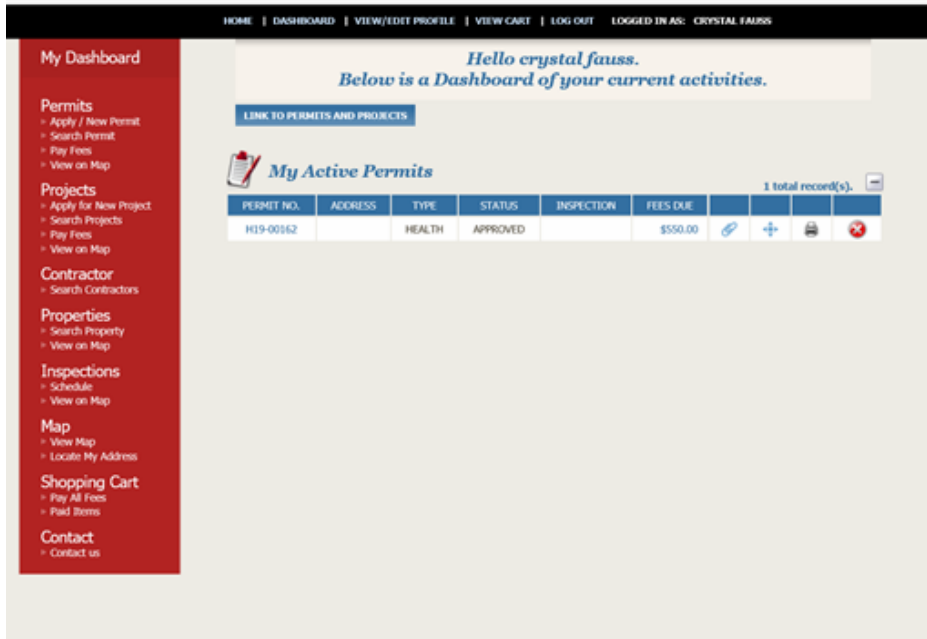 HOME | DASHBOARD | VIEW/EDIT PROFILE | VIEW CART | LOG OUT LOGGED IN AS: CRYSTAL FAUSS
My Dashboard
Permits
» Apply / New Permit
» Search Permit
» Pay Fees
» View on Map
Projects
» Apply for New Project
» Search Projects
» Pay Fees
» View on Map
Contractor
» Search Contractors
Properties
» Search Property
» View on Map
Inspections
» Schedule
» View on Map
Map
» View Map
» Locate My Address
Shopping Cart
» Pay All Fees
» Paid Items
Contact
» Contact us
Hello crystal fauss.
Below is a Dashboard of your current activities.
LINK TO PERMITS AND PROJECTS
My Active Permits
1 total record(s).
PERMIT NO. ADDRESS TYPE STATUS INSPECTION FEES DUE
H19-00162 HEALTH APPROVED $550.00